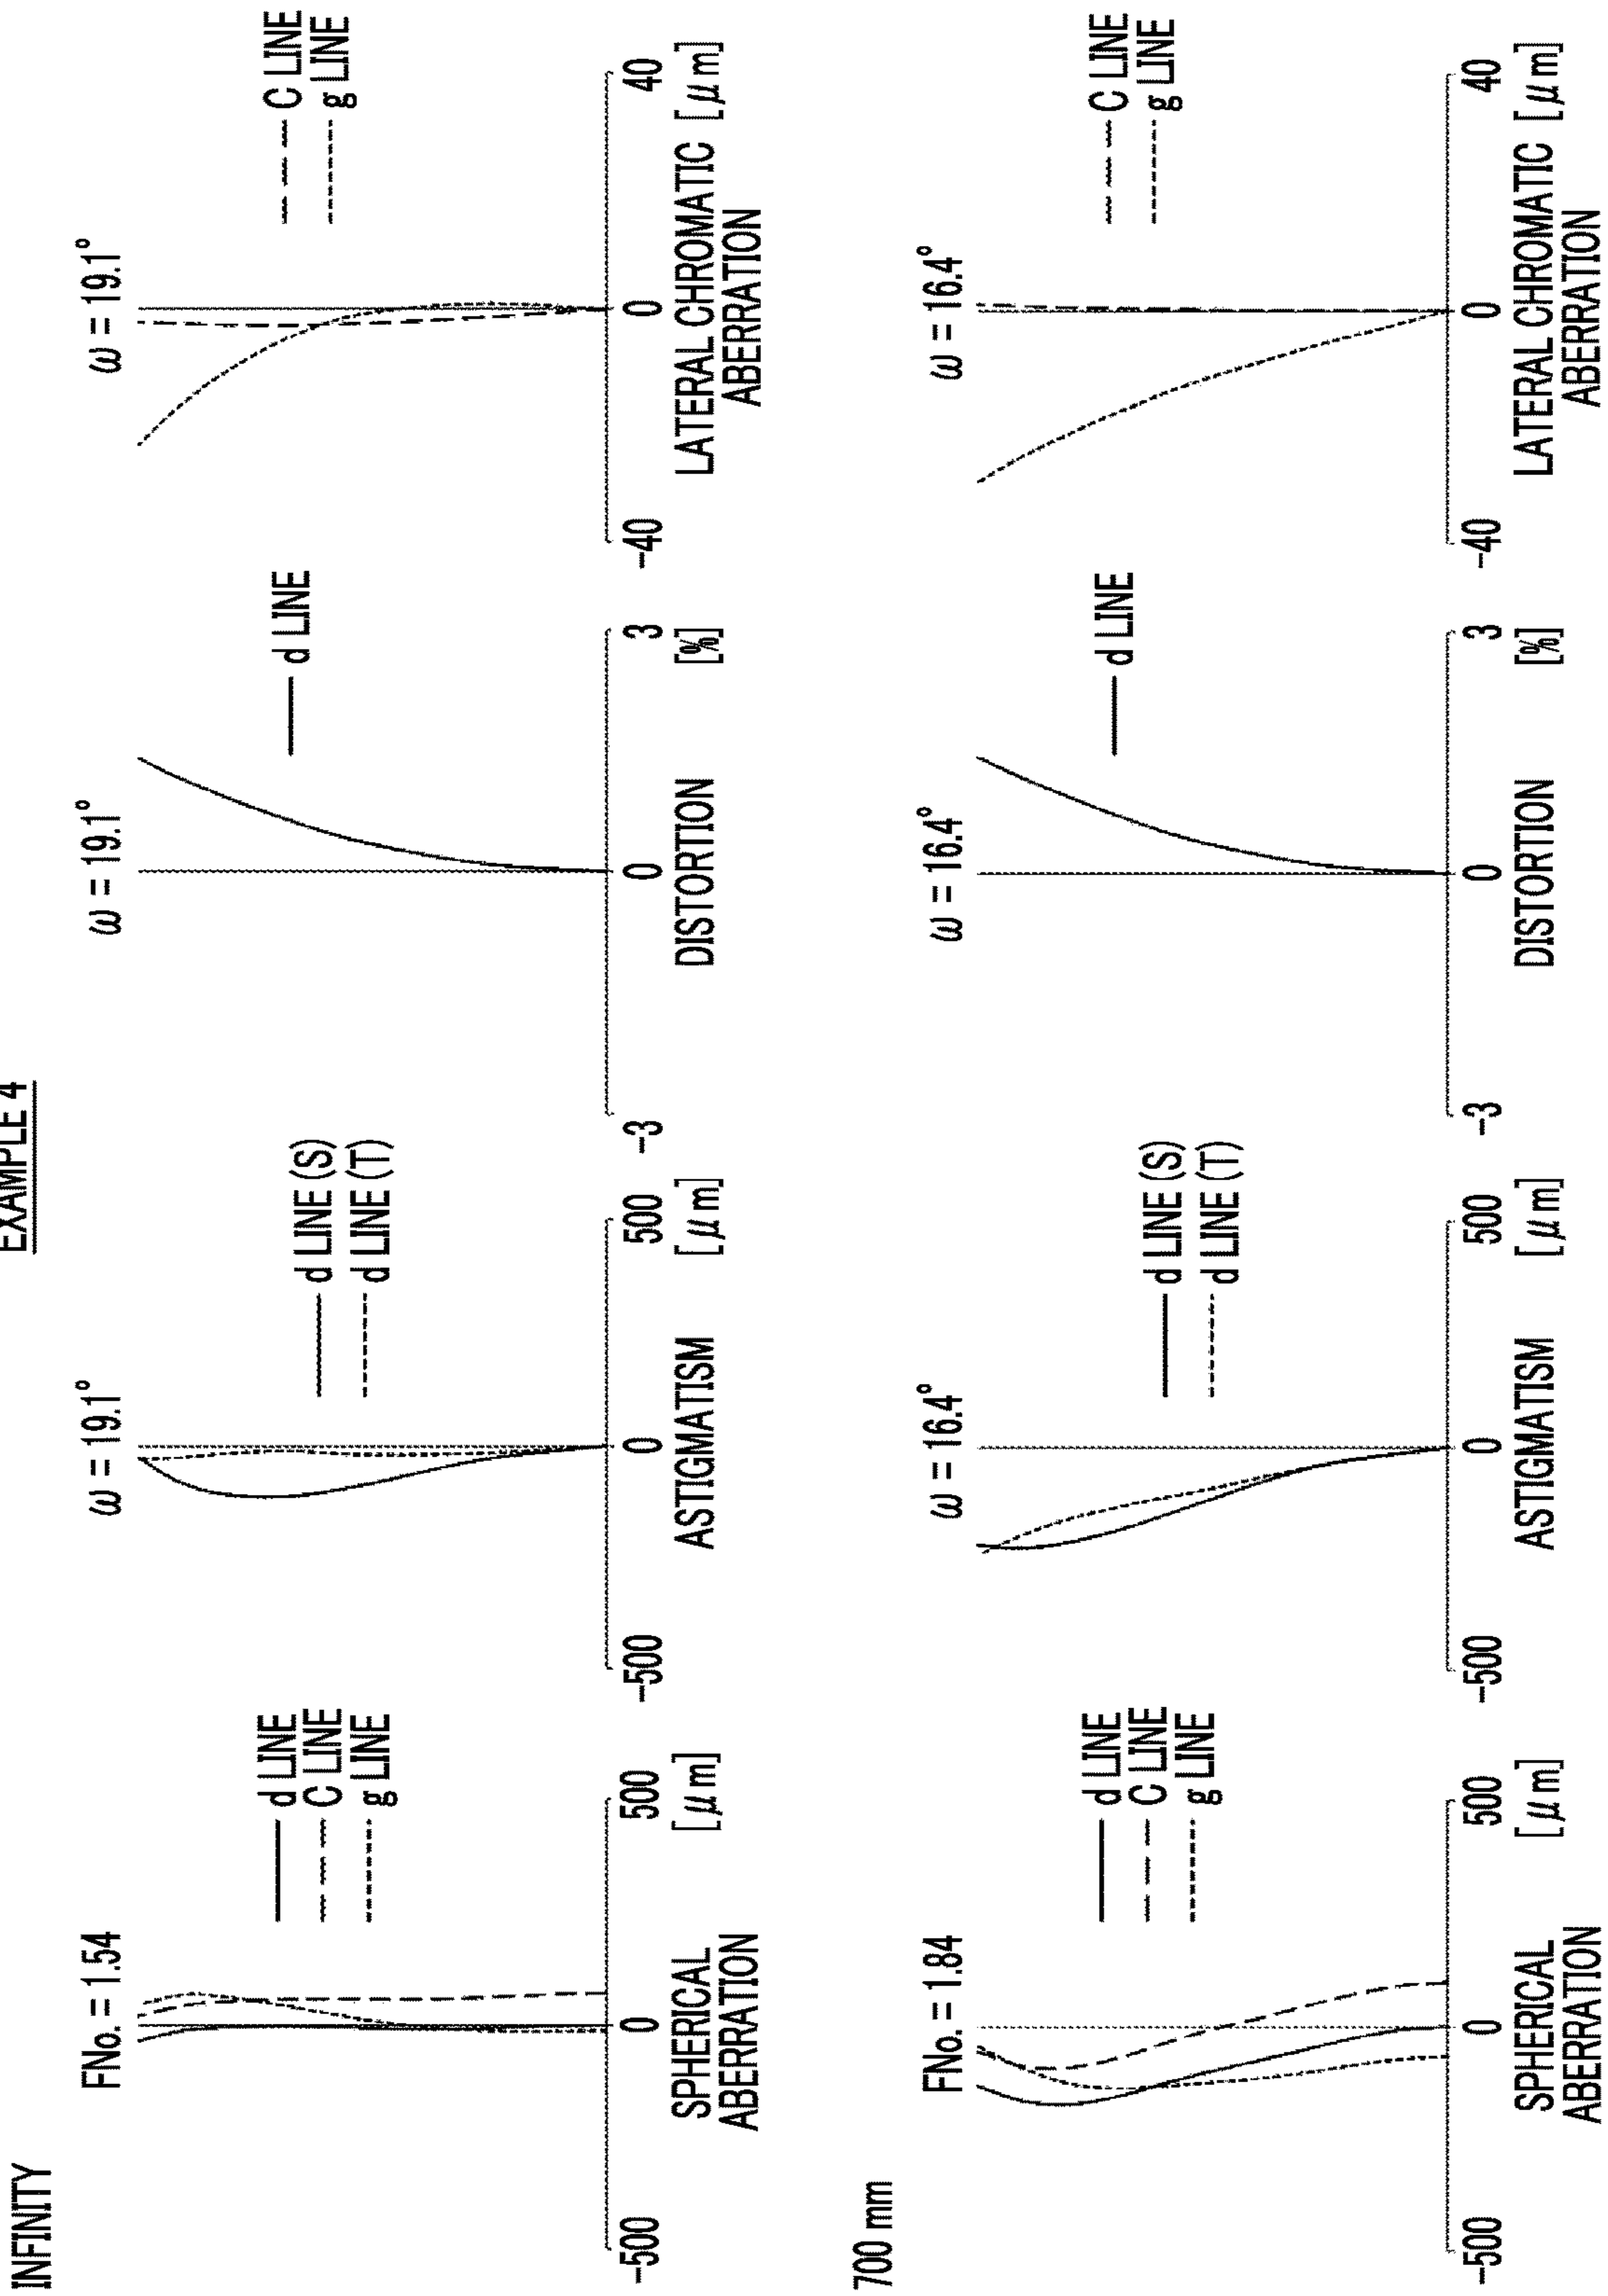 EXAMPLE 4
INFINITY
FNo. = 1.54
d LINE
C LINE
g LINE
-500
0
500
[μm]
SPHERICAL
ABERRATION
ω = 19.1°
d LINE (S)
d LINE (T)
-500
0
500
[μm]
ASTIGMATISM
ω = 19.1°
d LINE
-3
0
3
[%]
DISTORTION
ω = 19.1°
C LINE
g LINE
-40
0
40
[μm]
LATERAL CHROMATIC
ABERRATION
700 mm
FNo. = 1.84
d LINE
C LINE
g LINE
-500
0
500
[μm]
SPHERICAL
ABERRATION
ω = 16.4°
d LINE (S)
d LINE (T)
-500
0
500
[μm]
ASTIGMATISM
ω = 16.4°
d LINE
-3
0
3
[%]
DISTORTION
ω = 16.4°
C LINE
g LINE
-40
0
40
[μm]
LATERAL CHROMATIC
ABERRATION